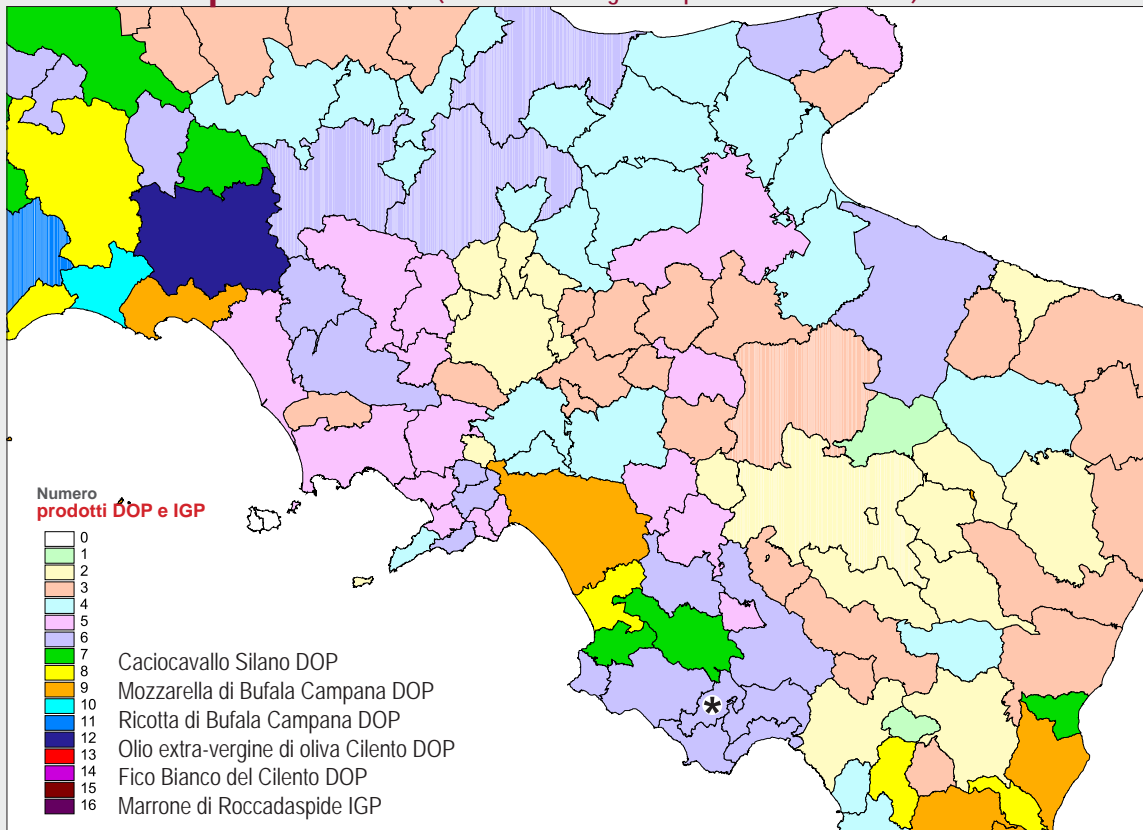 Numero
prodotti DOP e IGP
0
1
2
3
4
5
6
7
8
9
10
11
12
13
14
15
16
Caciocavallo Silano DOP
Mozzarella di Bufala Campana DOP
Ricotta di Bufala Campana DOP
Olio extra-vergine di oliva Cilento DOP
Fico Bianco del Cilento DOP
Marrone di Roccadaspide IGP
*